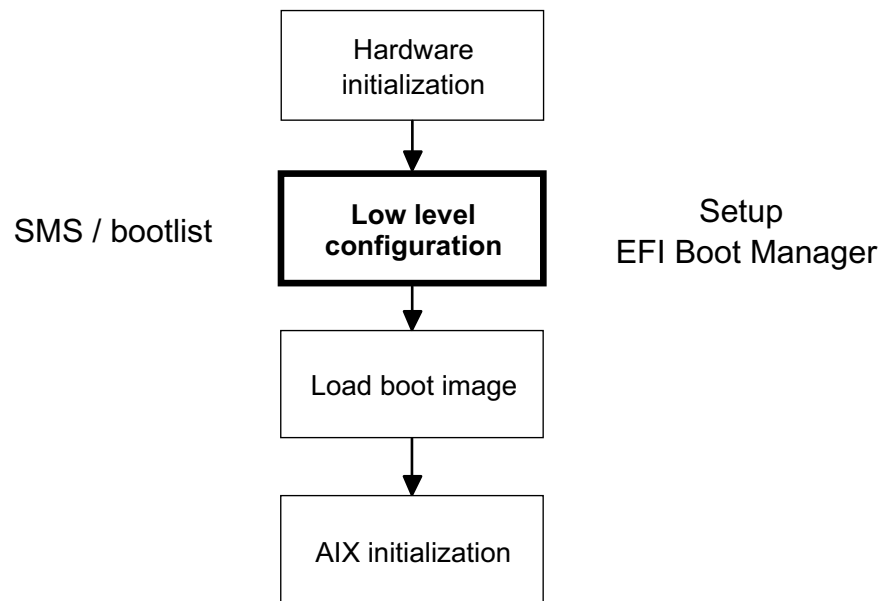 Hardware
initialization
SMS / bootlist
Low level
configuration
Setup
EFI Boot Manager
Load boot image
AIX initialization